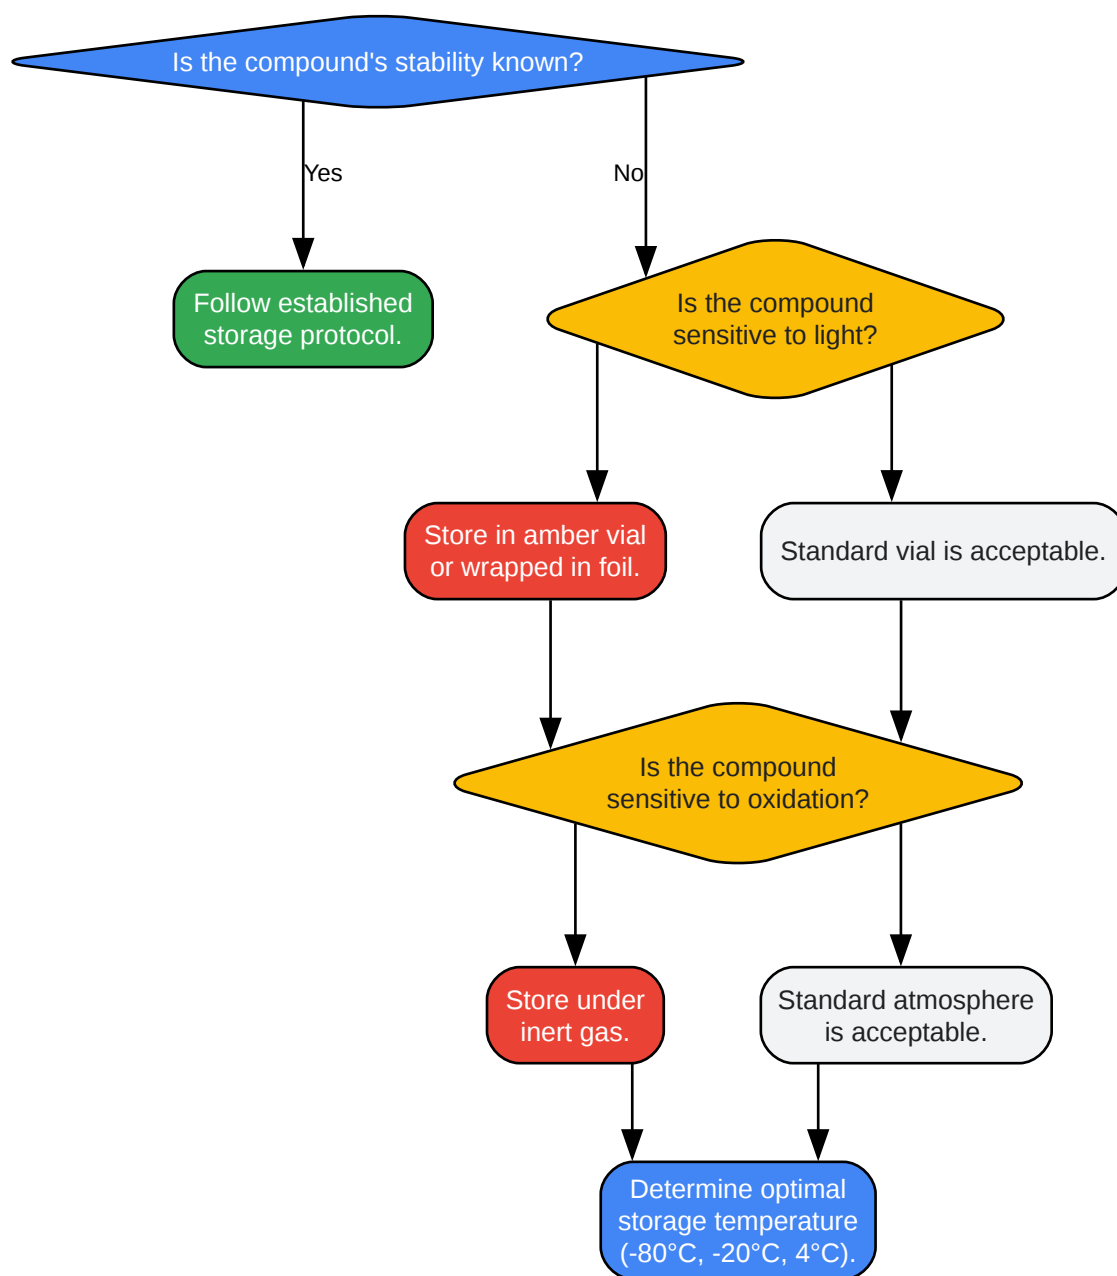 Is the compound's stability known?
Yes
No
Follow established
storage protocol.
Is the compound
sensitive to light?
Store in amber vial
or wrapped in foil.
Standard vial is acceptable.
Is the compound
sensitive to oxidation?
Store under
inert gas.
Standard atmosphere
is acceptable.
Determine optimal
storage temperature
(-80°C, -20°C, 4°C).